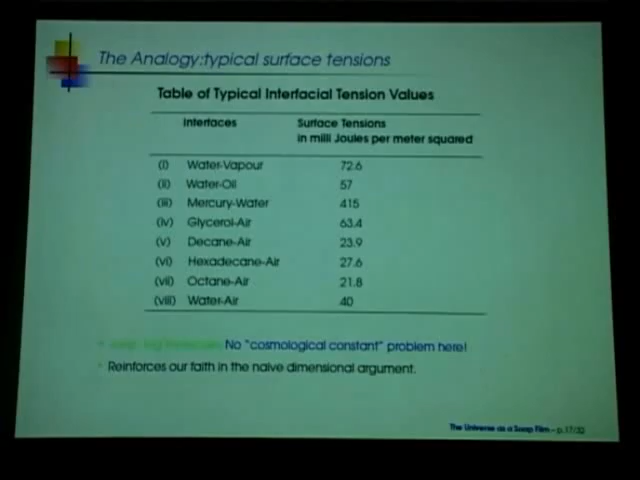 The Analogy:typical surface tensions
Table of Typical Interfacial Tension Values
Interfaces Surface Tensions
in milli Joules per meter squared
(i) Water-Vapour 72.6
(ii) Water-Oil 57
(iii) Mercury-Water 415
(iv) Glycerol-Air 63.4
(v) Decane-Air 23.9
(vi) Hexadecane-Air 27.6
(vii) Octane-Air 21.8
(viii) Water-Air 40
No "cosmological constant" problem here!
Reinforces our faith in the naive dimensional argument.
The Universe as a Soap Film – p.17/30